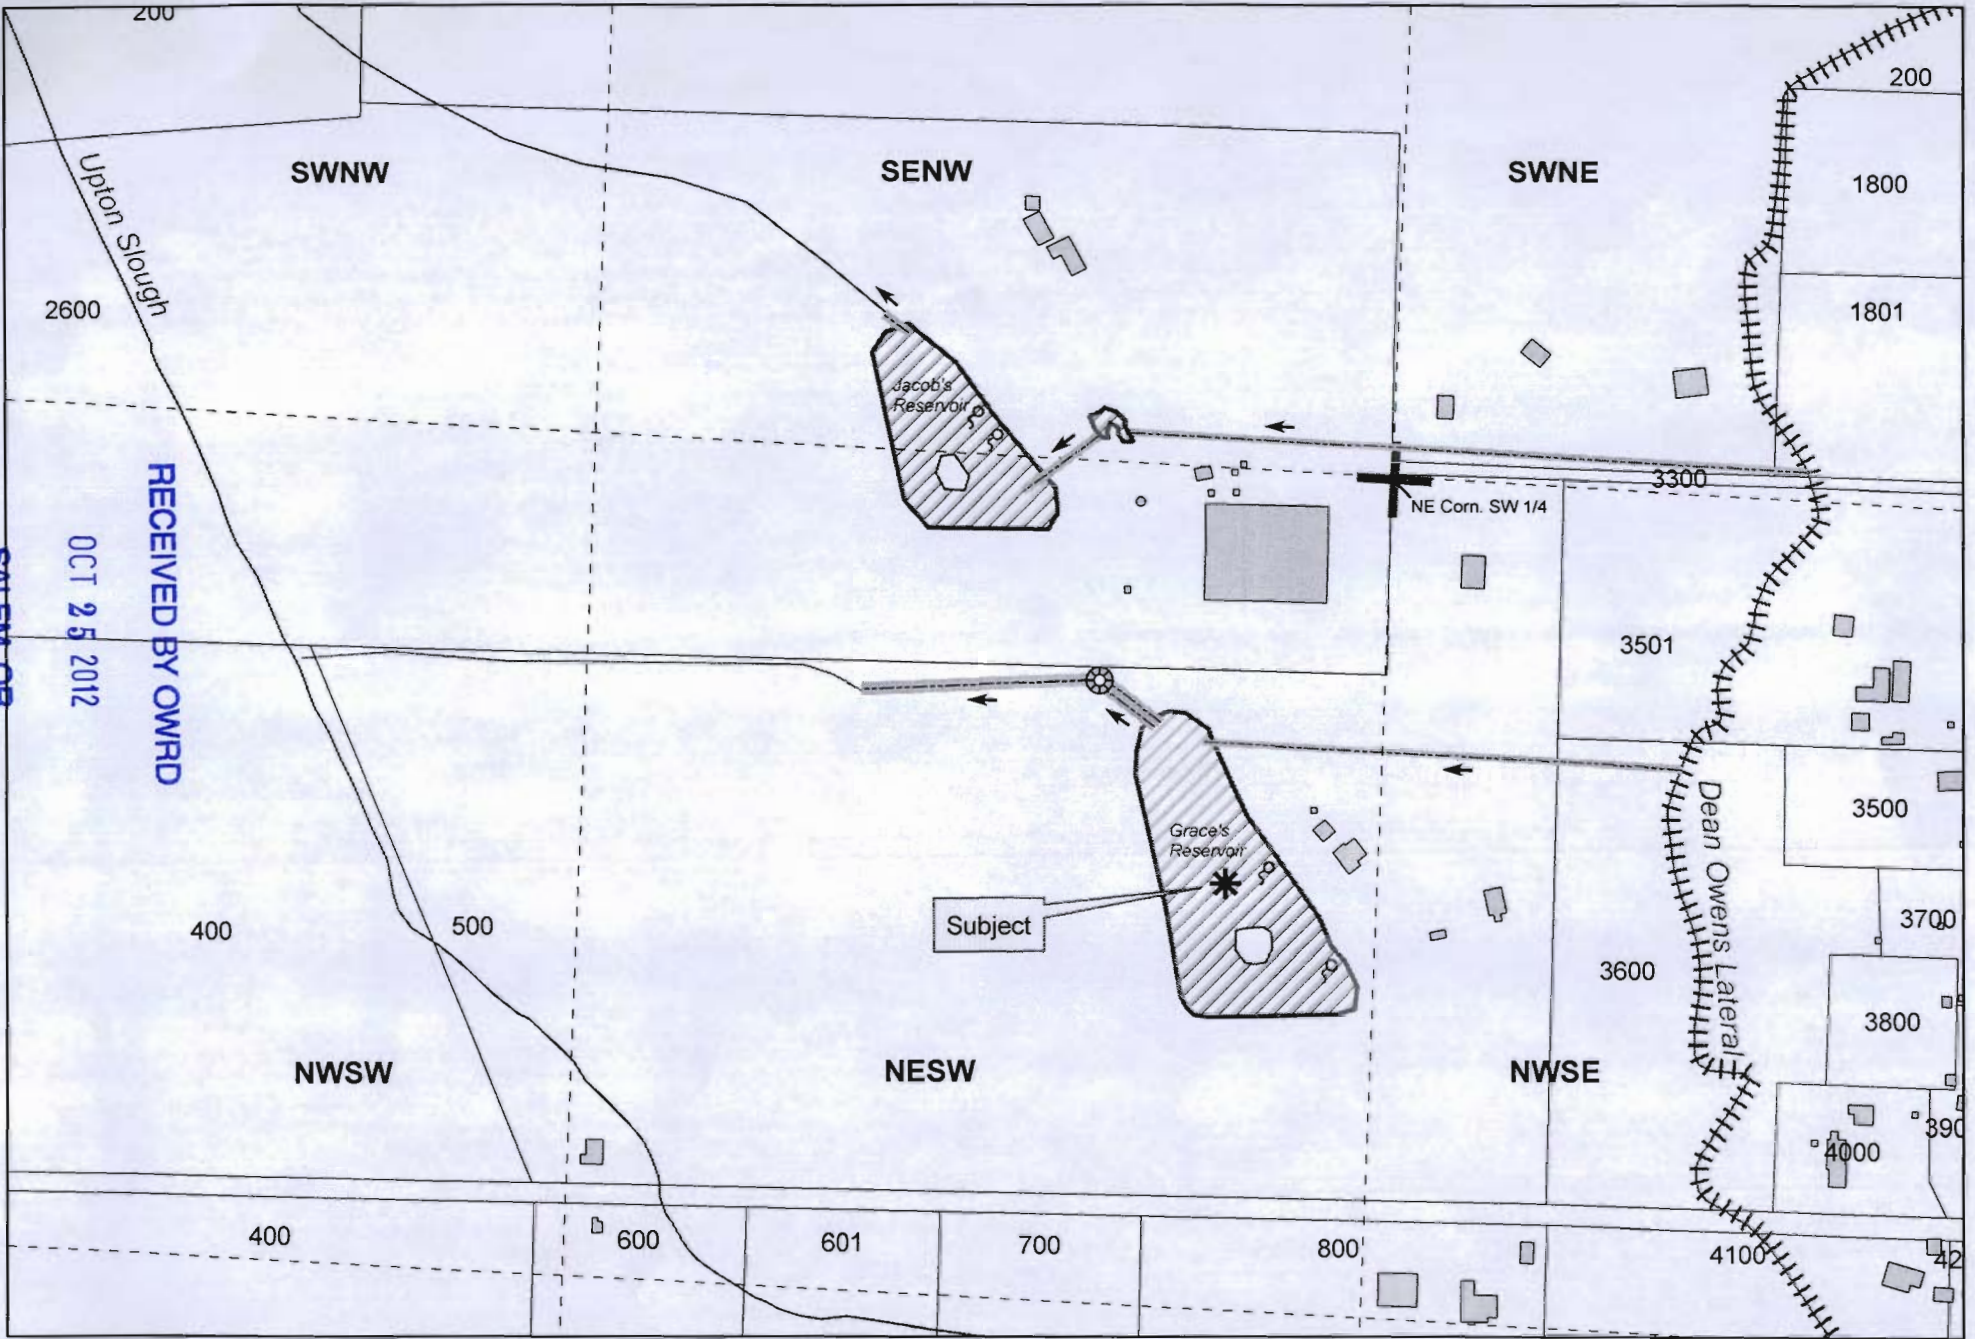 200
200
SWNW
SENW
SWNE
1800
Upton Slough
2600
1801
Jacob's
Reservoir
3300
NE Corn. SW 1/4
RECEIVED BY OWRD
OCT 25 2012
SALEM, OR
3501
Dean Owens Lateral
3500
Grace's
Reservoir
Subject
400
500
3700
3600
3800
NWSW
NESW
NWSE
4000
390
400
600
601
700
800
4100
42